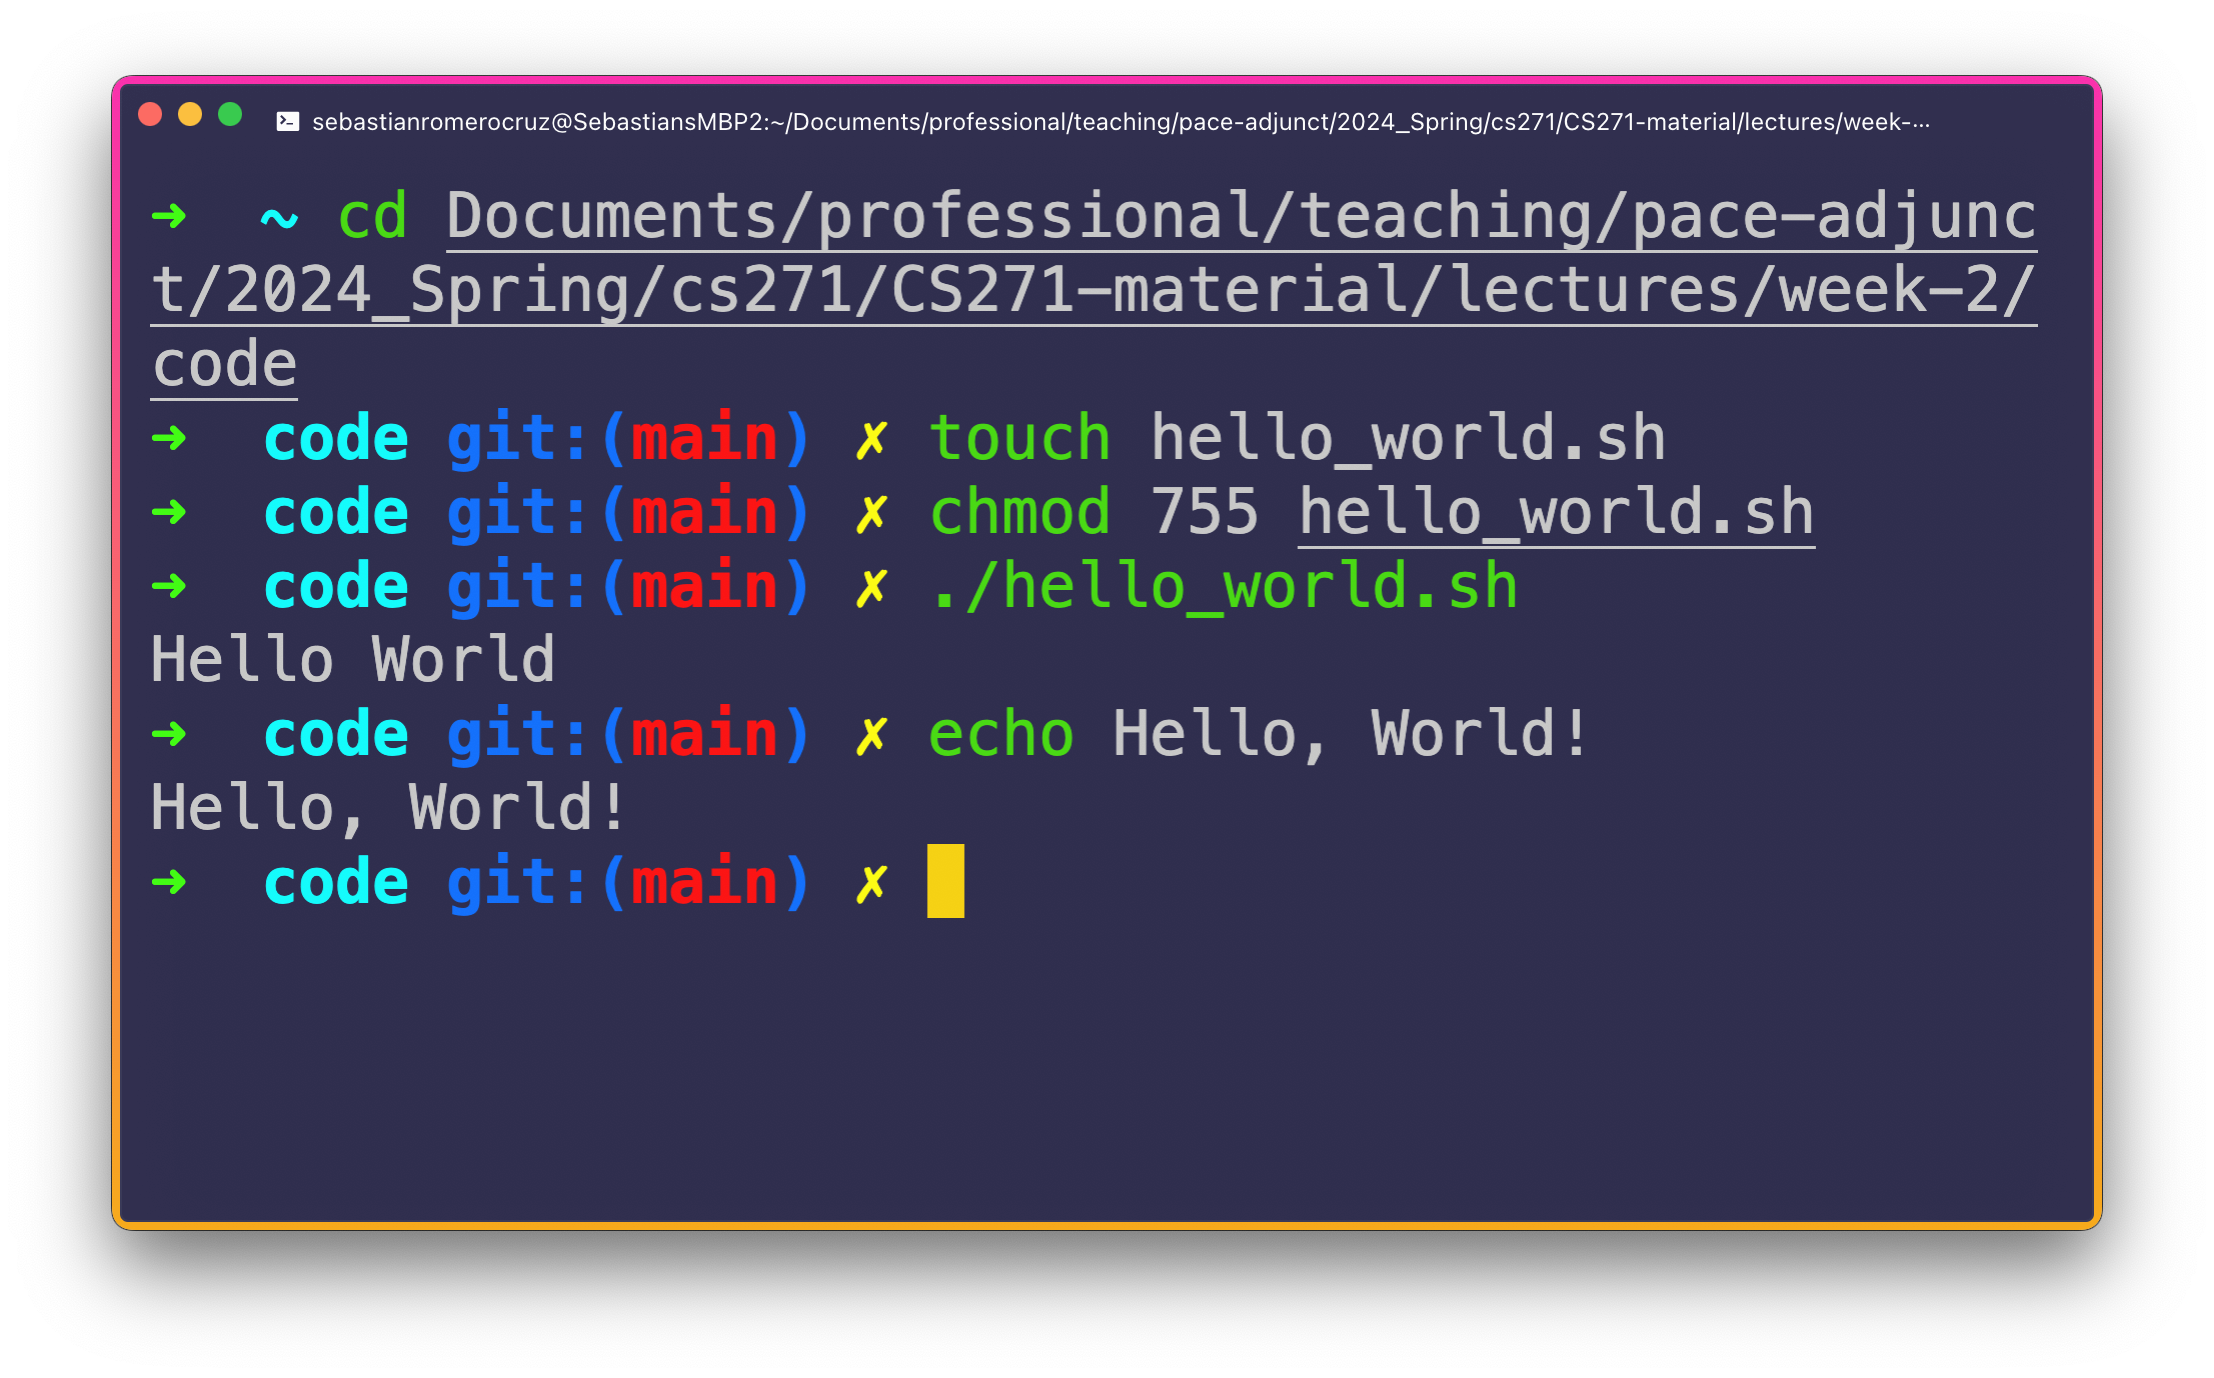 sebastianromerocruz@SebastiansMBP2:~/Documents/professional/teaching/pace-adjunct/2024_Spring/cs271/CS271-material/lectures/week-···
➜  ~ cd Documents/professional/teaching/pace-adjunc
t/2024_Spring/cs271/CS271-material/lectures/week-2/
code
➜  code git:(main) ✗ touch hello_world.sh
➜  code git:(main) ✗ chmod 755 hello_world.sh
➜  code git:(main) ✗ ./hello_world.sh
Hello World
➜  code git:(main) ✗ echo Hello, World!
Hello, World!
➜  code git:(main) ✗